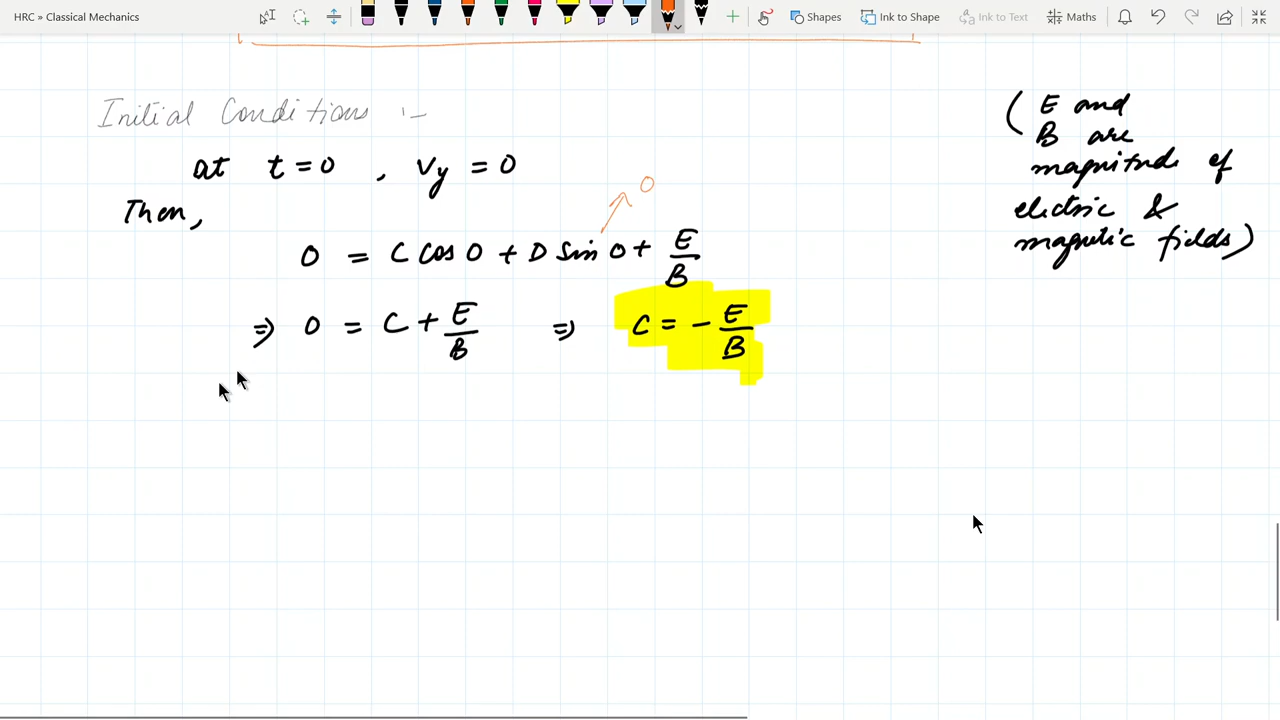 HRC » Classical Mechanics
Shapes
Ink to Shape
Ink to Text
Maths
Initial Conditions :-
at t = 0 , Vy = 0
Then,
0
0 = C Cos 0 + D Sin 0 + E/B
⇒ 0 = C + E/B ⇒ C = - E/B
( E and
B are
magnitude of
electric &
magnetic fields)